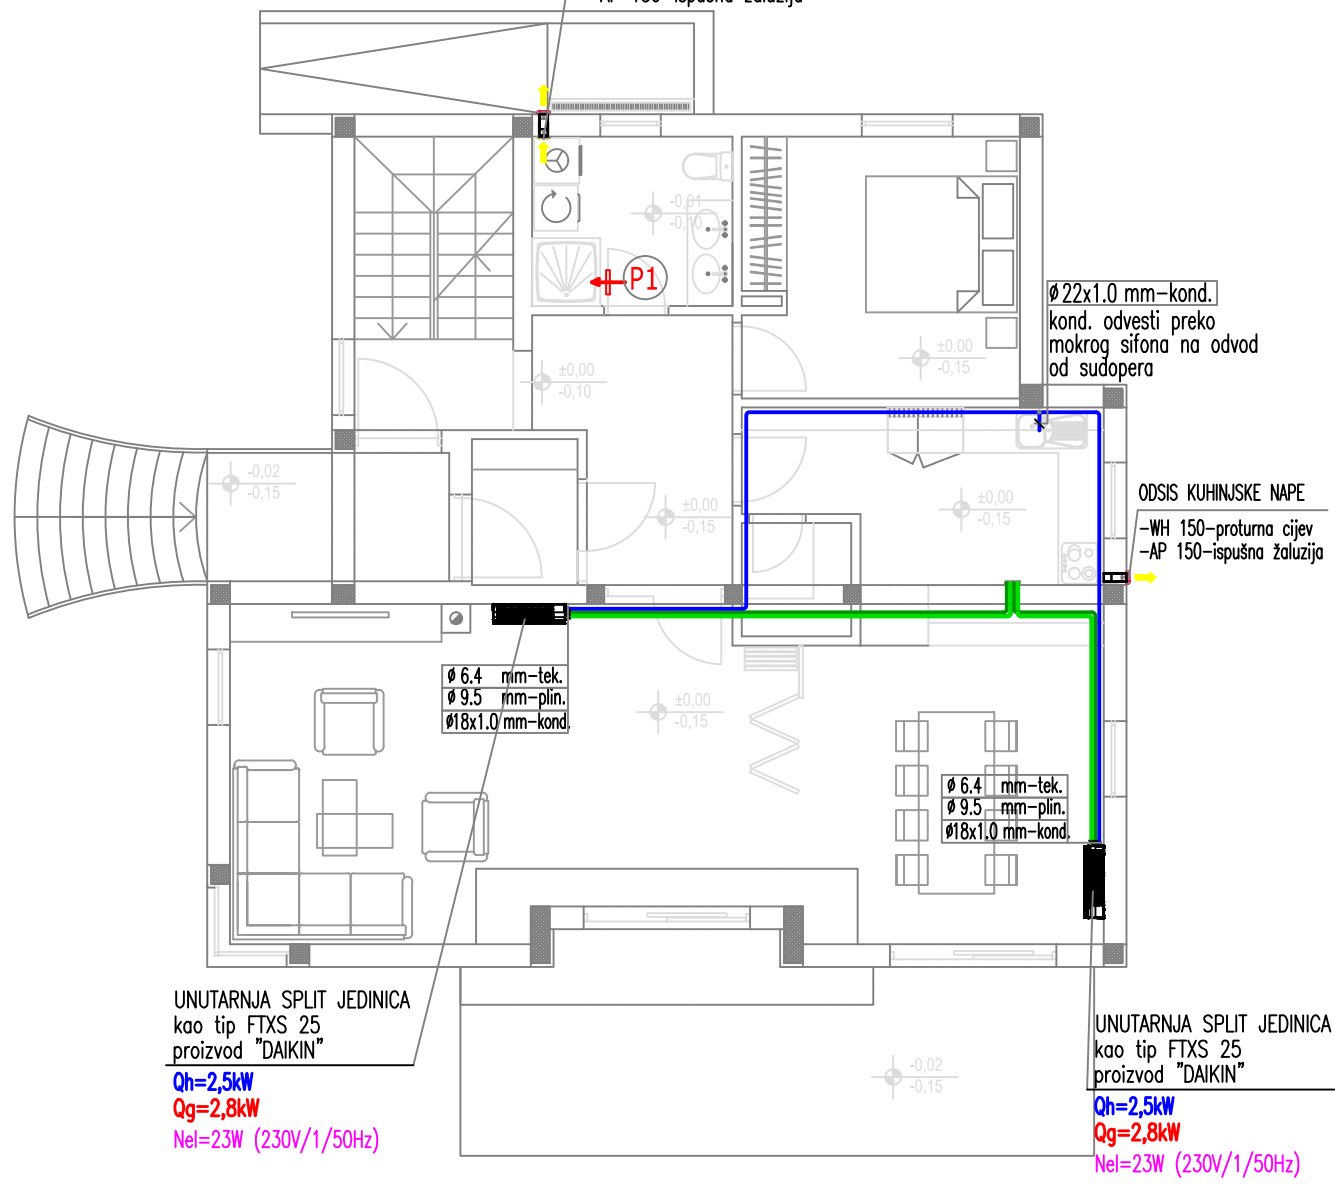 -0,01
-0,10
P1
ø22x1.0 mm-kond.
kond. odvesti preko
mokrog sifona na odvod
od sudopera
±0,00
-0,15
±0,00
-0,10
-0,02
-0,15
±0,00
-0,15
±0,00
-0,15
ODSIS KUHINJSKE NAPE
-WH 150-proturna cijev
-AP 150-ispušna žaluzija
ø 6.4 mm-tek.
ø 9.5 mm-plin.
ø18x1.0 mm-kond.
±0,00
-0,15
ø 6.4 mm-tek.
ø 9.5 mm-plin.
ø18x1.0 mm-kond.
UNUTARNJA SPLIT JEDINICA
kao tip FTXS 25
proizvod "DAIKIN"
Qh=2,5kW
Qg=2,8kW
Nel=23W (230V/1/50Hz)
UNUTARNJA SPLIT JEDINICA
kao tip FTXS 25
proizvod "DAIKIN"
Qh=2,5kW
Qg=2,8kW
Nel=23W (230V/1/50Hz)
-0,02
-0,15